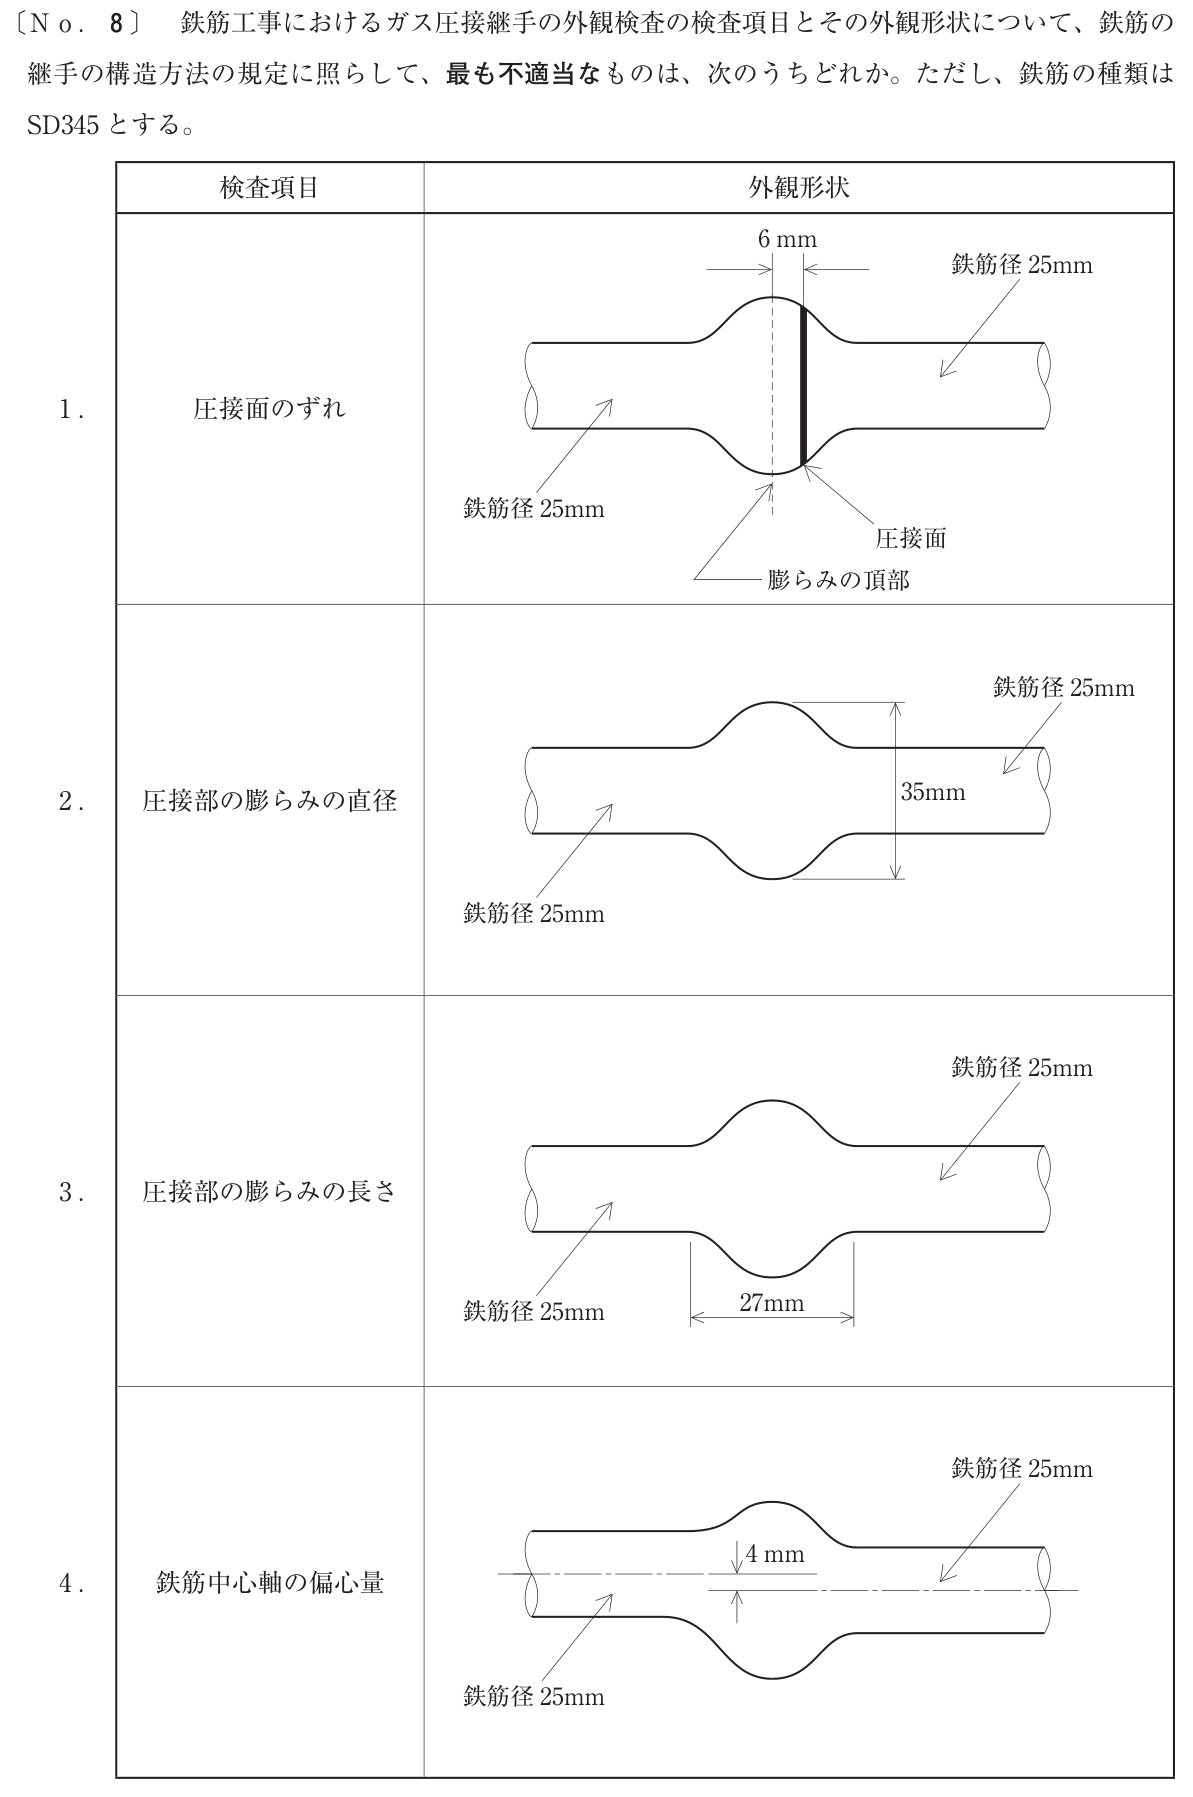 〔Ｎｏ. 8〕　鉄筋工事におけるガス圧接継手の外観検査の検査項目とその外観形状について、鉄筋の
継手の構造方法の規定に照らして、最も不適当なものは、次のうちどれか。ただし、鉄筋の種類は
SD345 とする。
検査項目　外観形状
6 mm
鉄筋径 25mm
1.　圧接面のずれ
鉄筋径 25mm
圧接面
膨らみの頂部
鉄筋径 25mm
2.　圧接部の膨らみの直径
35mm
鉄筋径 25mm
鉄筋径 25mm
3.　圧接部の膨らみの長さ
27mm
鉄筋径 25mm
鉄筋径 25mm
4 mm
4.　鉄筋中心軸の偏心量
鉄筋径 25mm